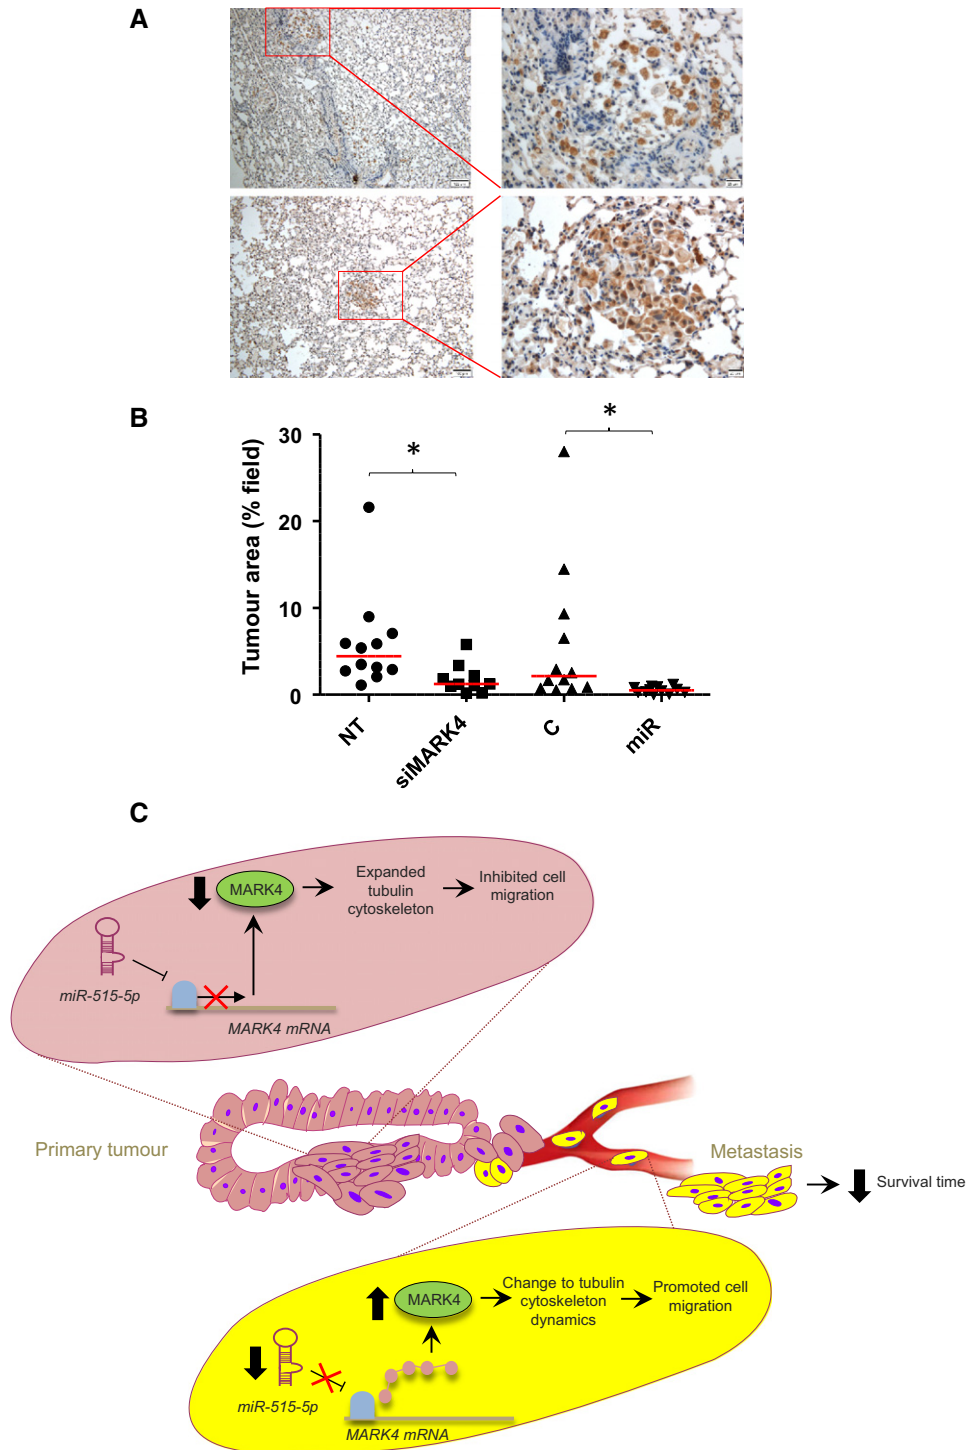 A
B
Tumour area (% field)
30
20
10
0
*
*
NT
siMARK4
C
miR
C
MARK4
Expanded
tubulin
cytoskeleton
Inhibited cell
migration
miR-515-5p
MARK4 mRNA
Primary tumour
Metastasis
Survival time
MARK4
Change to tubulin
cytoskeleton
dynamics
Promoted cell
migration
miR-515-5p
MARK4 mRNA